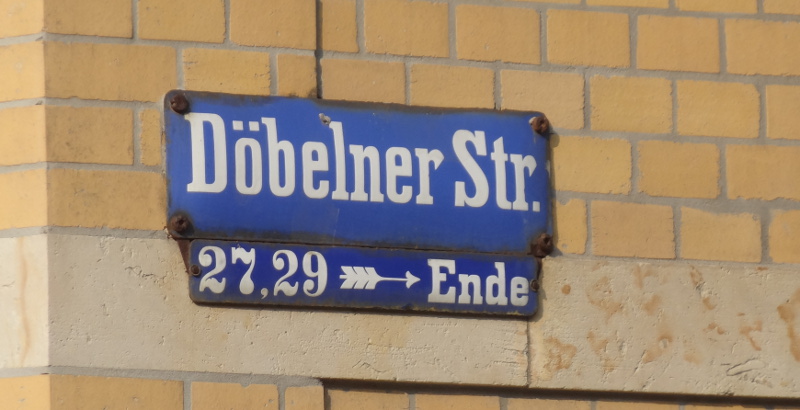 Döbelner Str.
27,29 → Ende